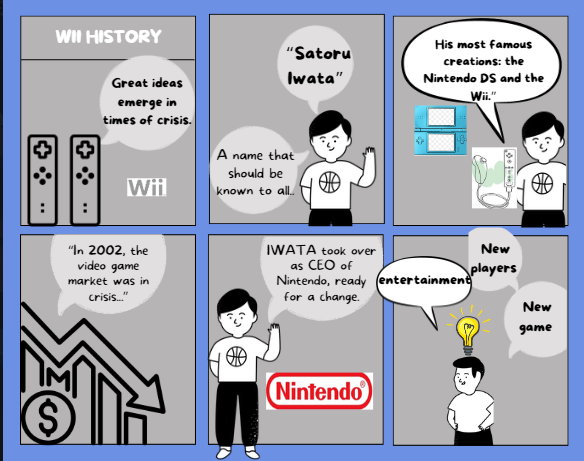 WII HISTORY
Great ideas
emerge in
times of crisis.
Wii
"Satoru
Iwata"
A name that
should be
known to all..
His most famous
creations: the
Nintendo DS and the
Wii."
"In 2002, the
video game
market was in
crisis..."
IWATA took over
as CEO of
Nintendo, ready
for a change.
Nintendo®
New
players
entertainment
New
game